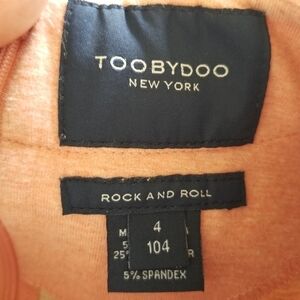 TOOBYDOO
NEW YORK
ROCK AND ROLL
4
104
5% SPANDEX